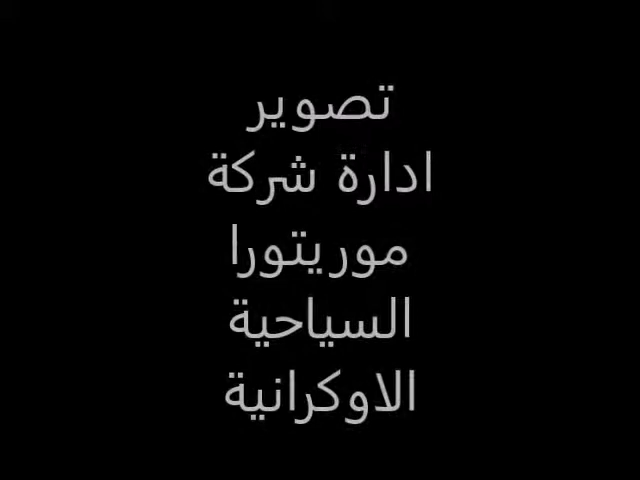 تصوير
ادارة شركة
موريتورا
السياحية
الاوكرانية